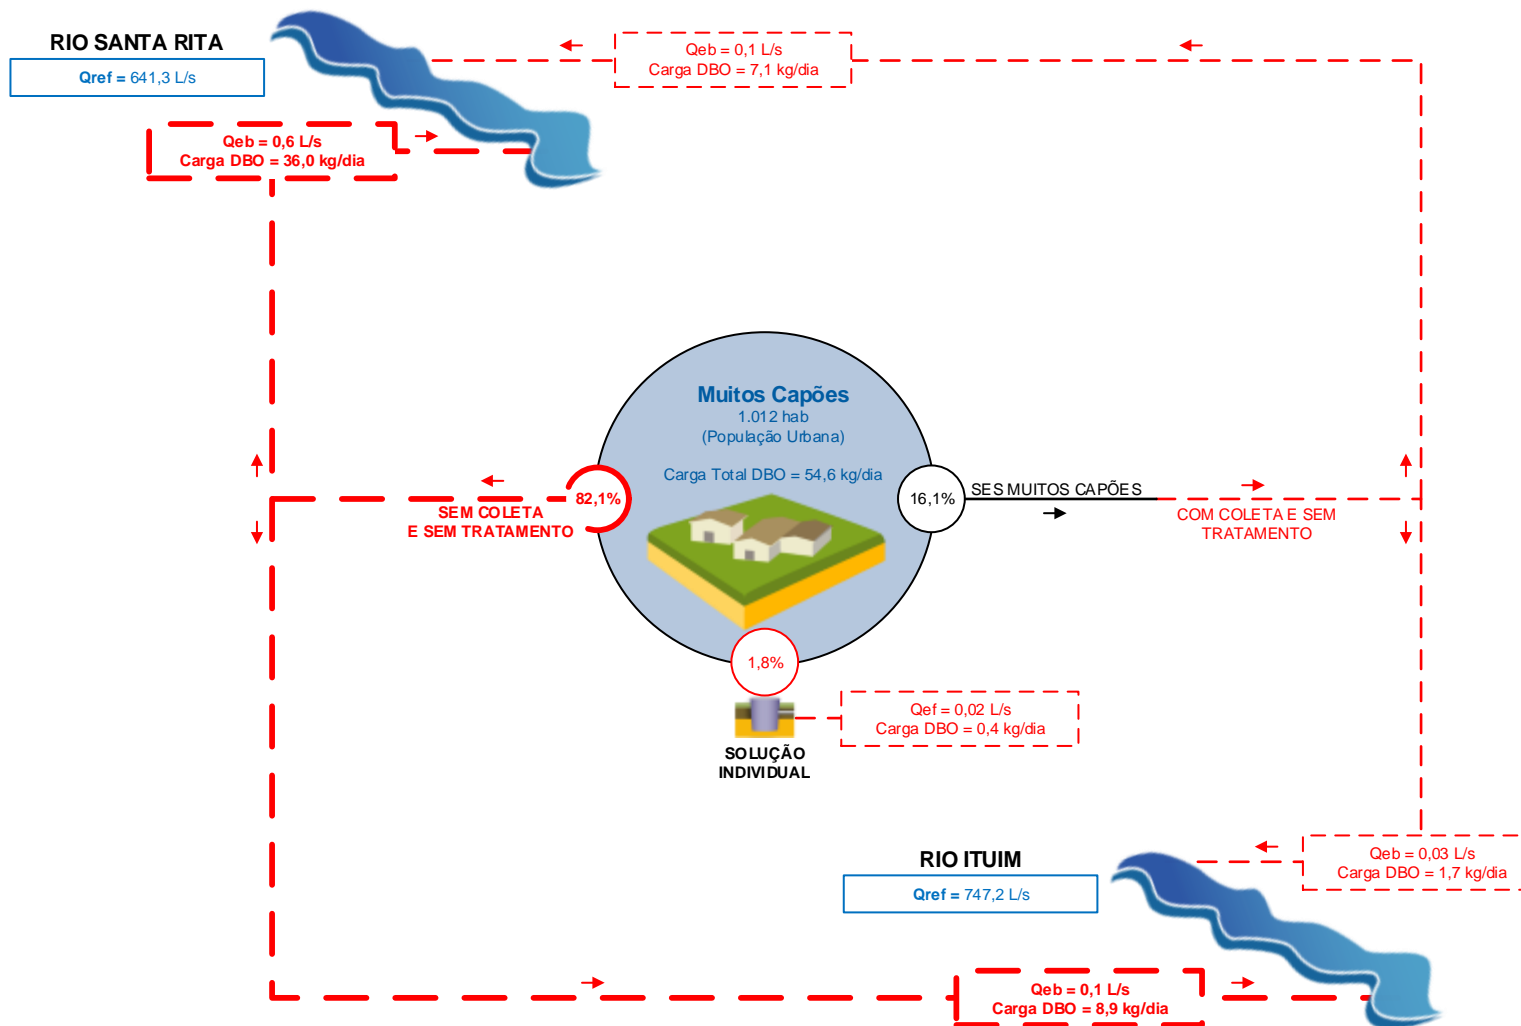 RIO SANTA RITA
Qref = 641,3 L/s
Qeb = 0,1 L/s
Carga DBO = 7,1 kg/dia
Qeb = 0,6 L/s
Carga DBO = 36,0 kg/dia
Muitos Capões
1.012 hab
(População Urbana)
Carga Total DBO = 54,6 kg/dia
82,1%
SEM COLETA
E SEM TRATAMENTO
16,1%
SES MUITOS CAPÕES
COM COLETA E SEM
TRATAMENTO
1,8%
SOLUÇÃO
INDIVIDUAL
Qef = 0,02 L/s
Carga DBO = 0,4 kg/dia
RIO ITUIM
Qref = 747,2 L/s
Qeb = 0,03 L/s
Carga DBO = 1,7 kg/dia
Qeb = 0,1 L/s
Carga DBO = 8,9 kg/dia